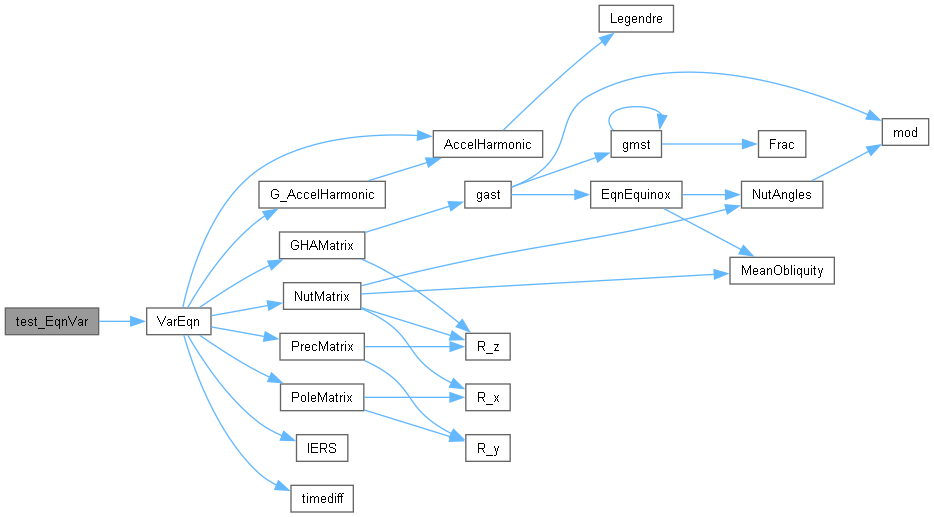 Legendre
mod
AccelHarmonic
gmst
Frac
G_AccelHarmonic
gast
EqnEquinox
NutAngles
GHAMatrix
MeanObliquity
NutMatrix
test_EqnVar
VarEqn
PrecMatrix
R_z
PoleMatrix
R_x
IERS
R_y
timediff